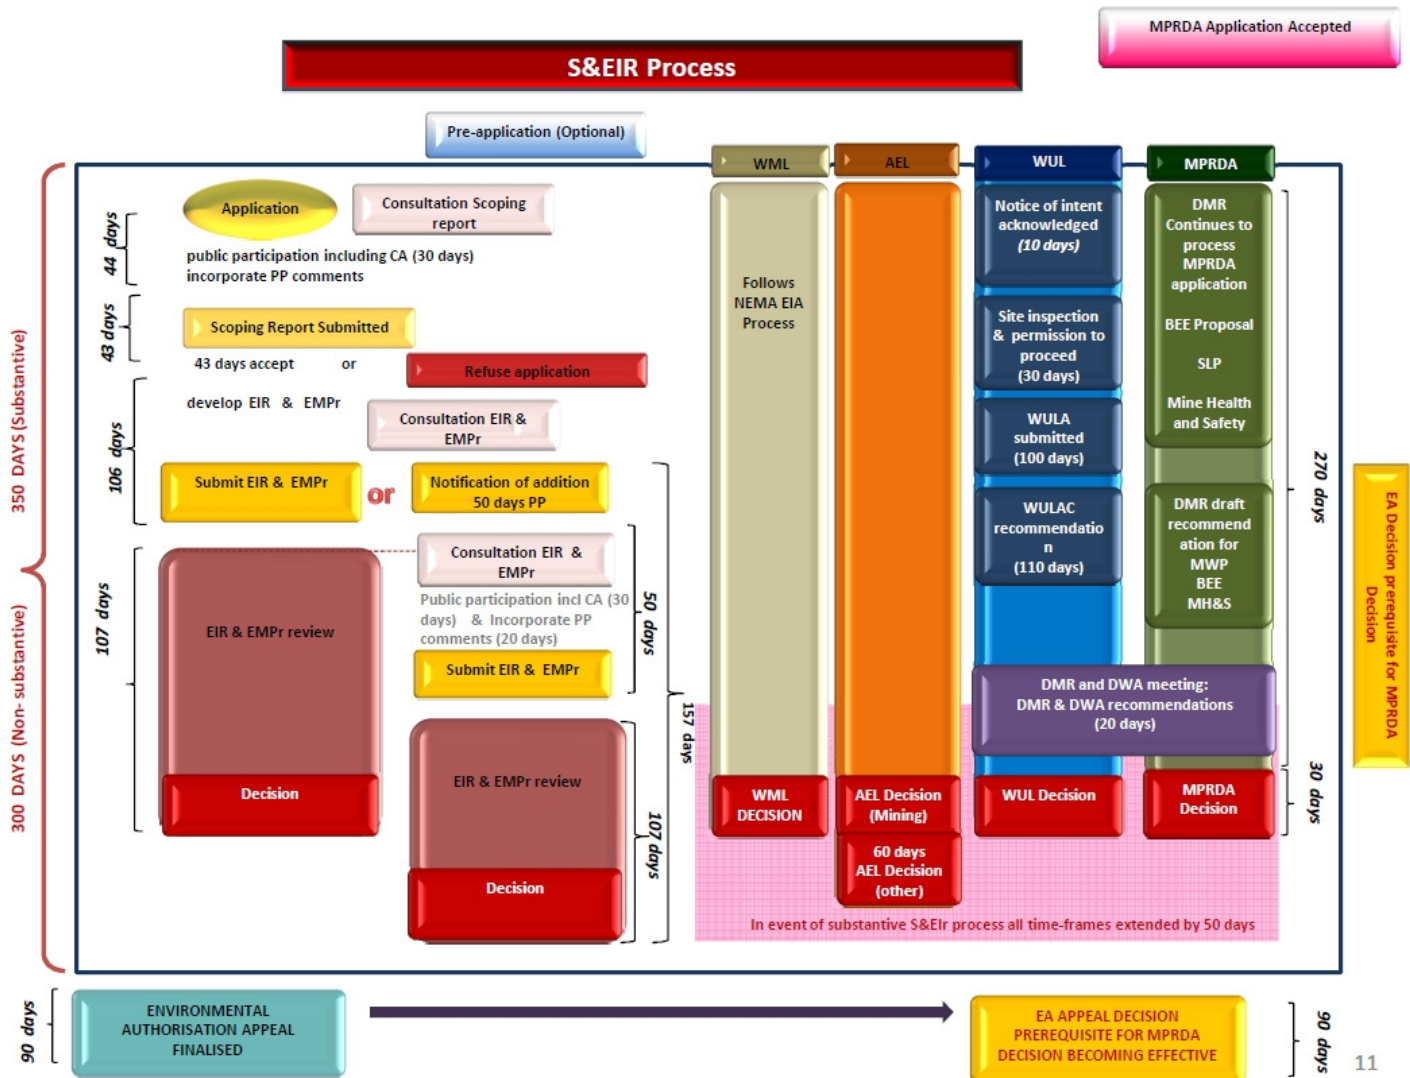 MPRDA Application Accepted
S&EIR Process
Pre-application (Optional)
WML
AEL
WUL
MPRDA
350 DAYS (Substantive)
300 DAYS (Non- substantive)
44 days
Application
Consultation Scoping
report
public participation including CA (30 days)
incorporate PP comments
43 days
Scoping Report Submitted
43 days accept or
Refuse application
106 days
develop EIR & EMPr
Consultation EIR &
EMPr
Submit EIR & EMPr
or
Notification of addition
50 days PP
107 days
EIR & EMPr review
Decision
Consultation EIR &
EMPr
Public participation incl CA (30
days) & Incorporate PP
comments (20 days)
Submit EIR & EMPr
50 days
157 days
EIR & EMPr review
Decision
107 days
Follows
NEMA EIA
Process
WML
DECISION
AEL Decision
(Mining)
60 days
AEL Decision
(other)
Notice of intent
acknowledged
(10 days)
Site inspection
& permission to
proceed
(30 days)
WULA
submitted
(100 days)
WULAC
recommendatio
n
(110 days)
DMR
Continues to
process
MPRDA
application
BEE Proposal
SLP
Mine Health
and Safety
DMR draft
recommend
ation for
MWP
BEE
MH&S
DMR and DWA meeting:
DMR & DWA recommendations
(20 days)
WUL Decision
MPRDA
Decision
270 days
30 days
EA Decision prerequisite for MPRDA
Decision
In event of substantive S&EIr process all time-frames extended by 50 days
90 days
ENVIRONMENTAL
AUTHORISATION APPEAL
FINALISED
EA APPEAL DECISION
PREREQUISITE FOR MPRDA
DECISION BECOMING EFFECTIVE
90 days
11